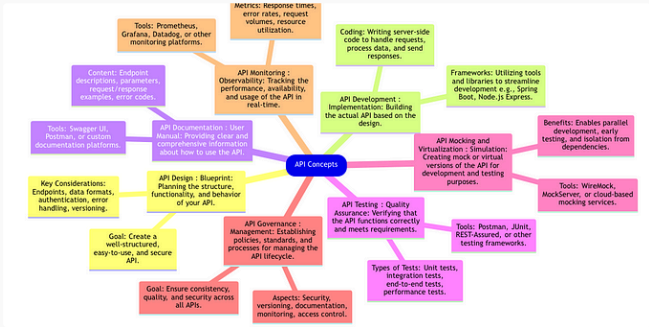 Metrics: Response times,
error rates, request
volumes, resource
utilization.
Tools: Prometheus,
Grafana, Datadog, or other
monitoring platforms.
API Monitoring :
Observability: Tracking the
performance, availability,
and usage of the API in
real-time.
Coding: Writing server-side
code to handle requests,
process data, and send
responses.
Frameworks: Utilizing tools
and libraries to streamline
development e.g., Spring
Boot, Node.js Express.
API Development :
Implementation: Building
the actual API based on the
design.
Content: Endpoint
descriptions, parameters,
request/response
examples, error codes.
Tools: Swagger UI,
Postman, or custom
documentation platforms.
API Documentation : User
Manual: Providing clear
and comprehensive information
about how to use the API.
API Concepts
API Mocking and
Virtualization : Simulation:
Creating mock or virtual
versions of the API for
development and testing
purposes.
Benefits: Enables parallel
development, early
testing, and isolation from
dependencies.
Tools: WireMock,
MockServer, or cloud-based
mocking services.
Key Considerations:
Endpoints, data formats,
authentication, error
handling, versioning.
API Design : Blueprint:
Planning the structure,
functionality, and behavior
of your API.
Goal: Create a
well-structured,
easy-to-use, and secure
API.
API Governance :
Management: Establishing
policies, standards, and
processes for managing the
API lifecycle.
Goal: Ensure consistency,
quality, and security across
all APIs.
Aspects: Security,
versioning, documentation,
monitoring, access control.
API Testing : Quality
Assurance: Verifying that
the API functions correctly
and meets requirements.
Tools: Postman, JUnit,
REST-Assured, or other
testing frameworks.
Types of Tests: Unit tests,
integration tests,
end-to-end tests,
performance tests.